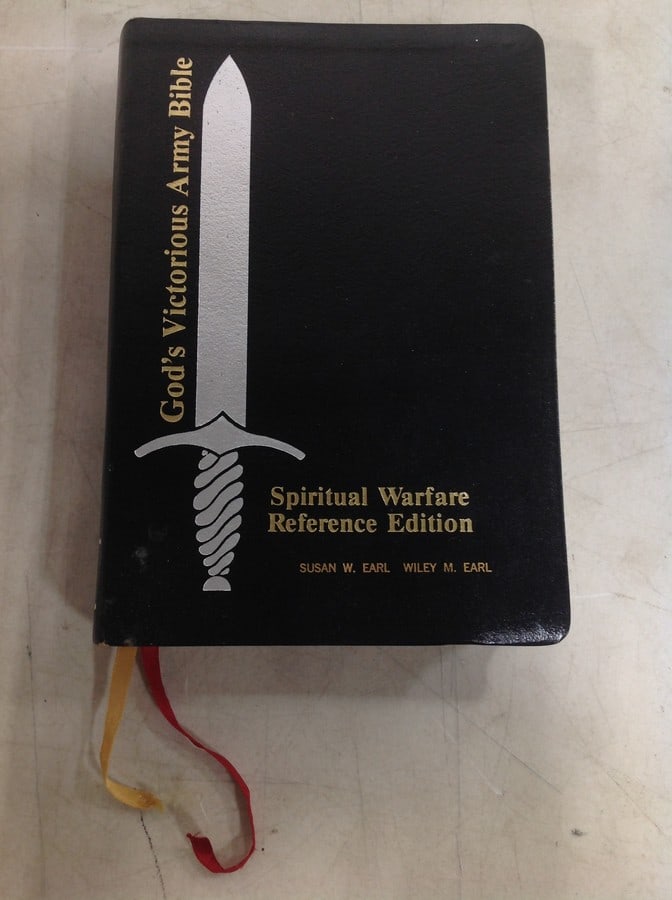 God's Victorious Army Bible
Spiritual Warfare
Reference Edition
SUSAN W. EARL WILEY M. EARL